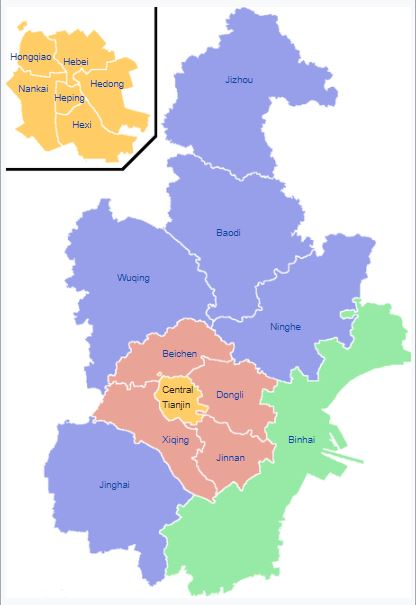 Hongqiao
Hebei
Nankai
Hedong
Heping
Hexi
Jizhou
Baodi
Wuqing
Ninghe
Beichen
Central
Tianjin
Dongli
Xiqing
Binhai
Jinnan
Jinghai